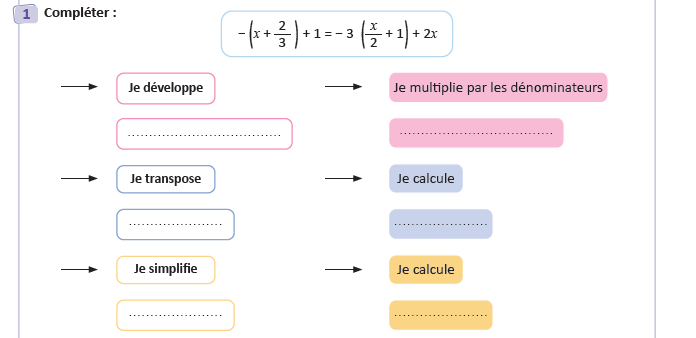 1 Compléter :
− (x + 2/3) + 1 = − 3 (x/2 + 1) + 2x
Je développe
Je multiplie par les dénominateurs
.....................................
..................................
Je transpose
Je calcule
.....................
.....................
Je simplifie
Je calcule
.....................
.....................